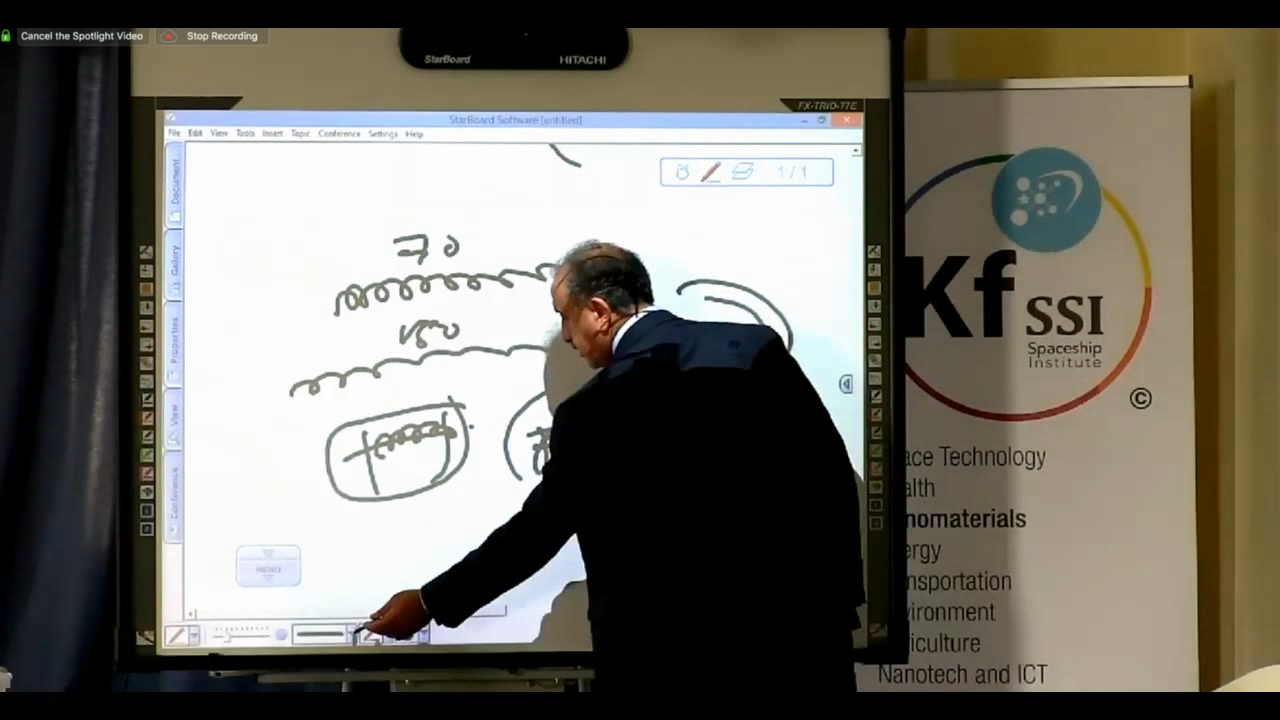 Cancel the Spotlight Video
Stop Recording
StarBoard
HITACHI
FX-TRIO-77E
StarBoard Software [untitled]
File Edit View Tools Insert Topic Conference Settings Help
1 / 1
Document
Gallery
Properties
View
Conference
70
MENU
Kf
SSI
Spaceship
Institute
©
ace Technology
alth
nomaterials
ergy
nsportation
vironment
riculture
Nanotech and ICT